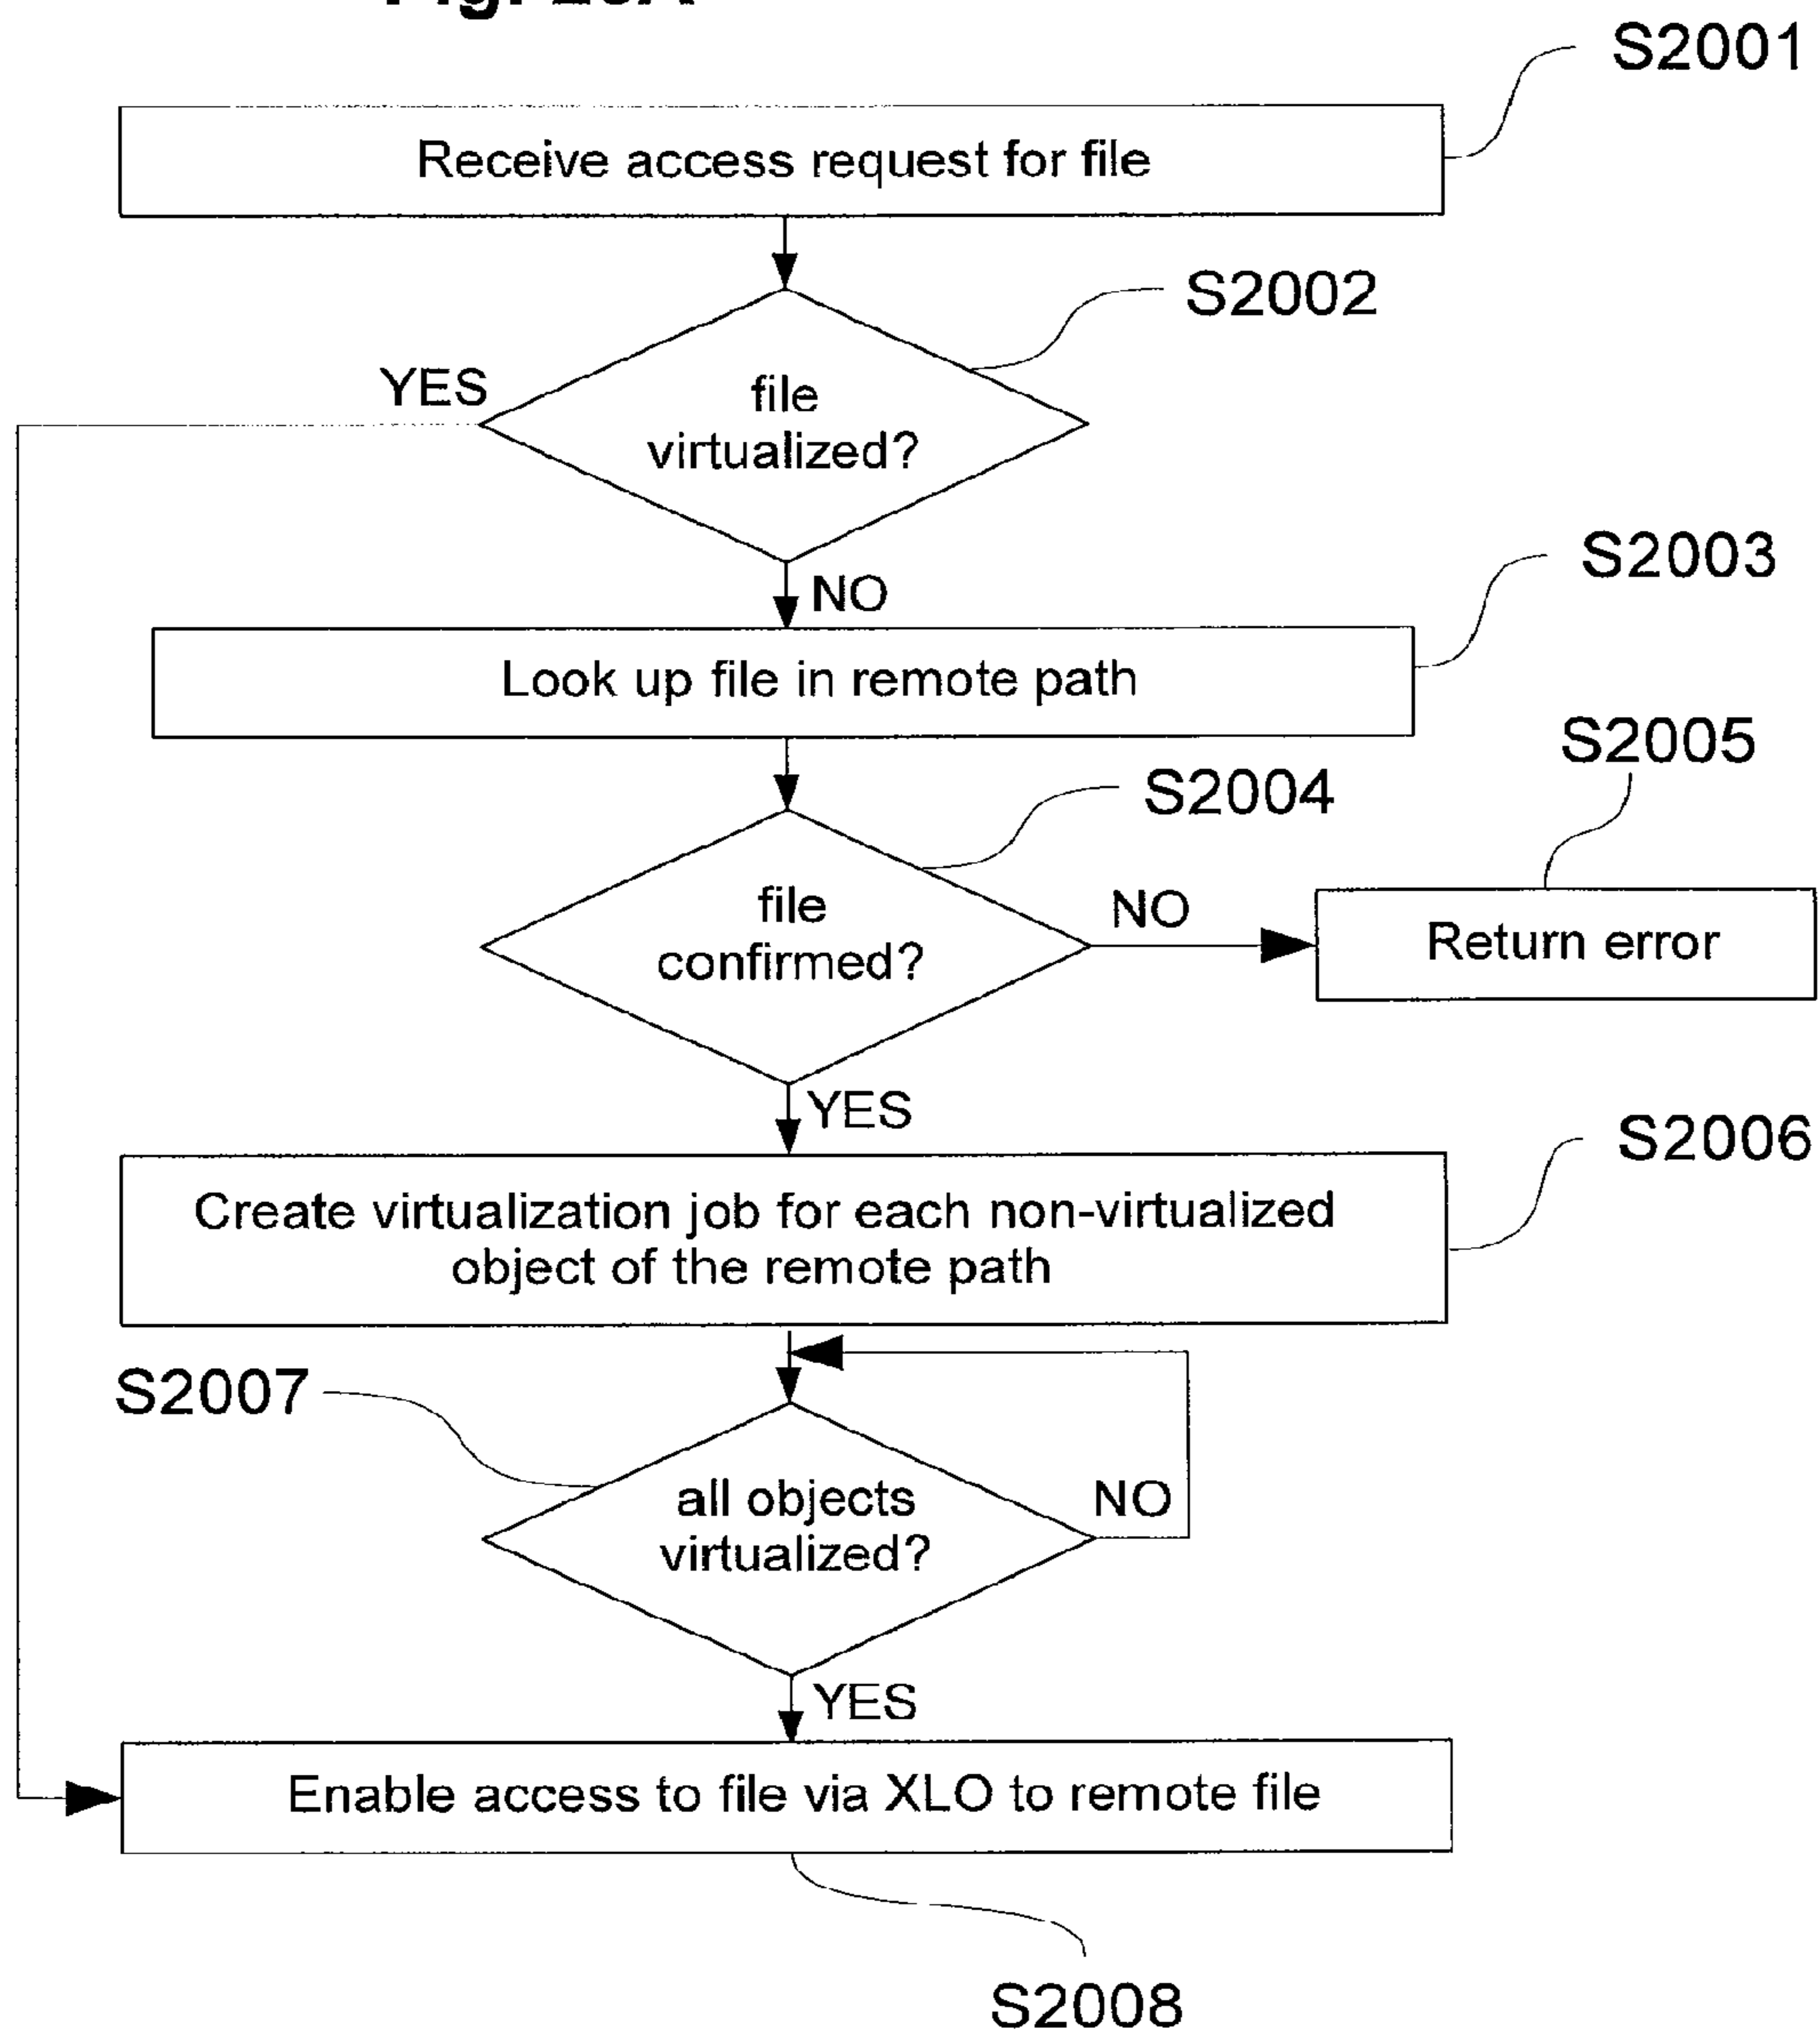 S2001
Receive access request for file
S2002
YES
file
virtualized?
NO
S2003
Look up file in remote path
S2005
S2004
file
confirmed?
NO
Return error
YES
S2006
Create virtualization job for each non-virtualized
object of the remote path
S2007
all objects
virtualized?
NO
YES
Enable access to file via XLO to remote file
S2008